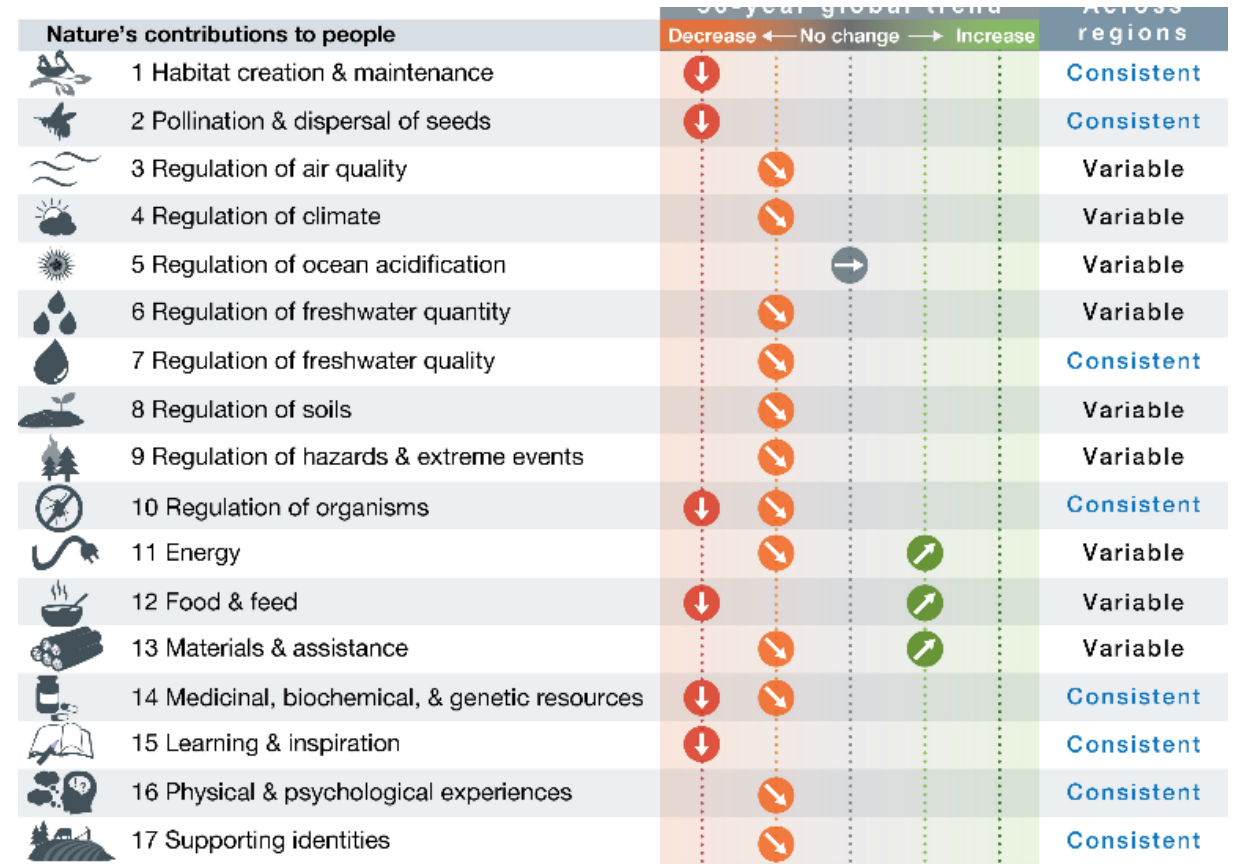 50-year global trend Across
Nature's contributions to people Decrease ←No change → Increase regions
1 Habitat creation & maintenance Consistent
2 Pollination & dispersal of seeds Consistent
3 Regulation of air quality Variable
4 Regulation of climate Variable
5 Regulation of ocean acidification Variable
6 Regulation of freshwater quantity Variable
7 Regulation of freshwater quality Consistent
8 Regulation of soils Variable
9 Regulation of hazards & extreme events Variable
10 Regulation of organisms Consistent
11 Energy Variable
12 Food & feed Variable
13 Materials & assistance Variable
14 Medicinal, biochemical, & genetic resources Consistent
15 Learning & inspiration Consistent
16 Physical & psychological experiences Consistent
17 Supporting identities Consistent